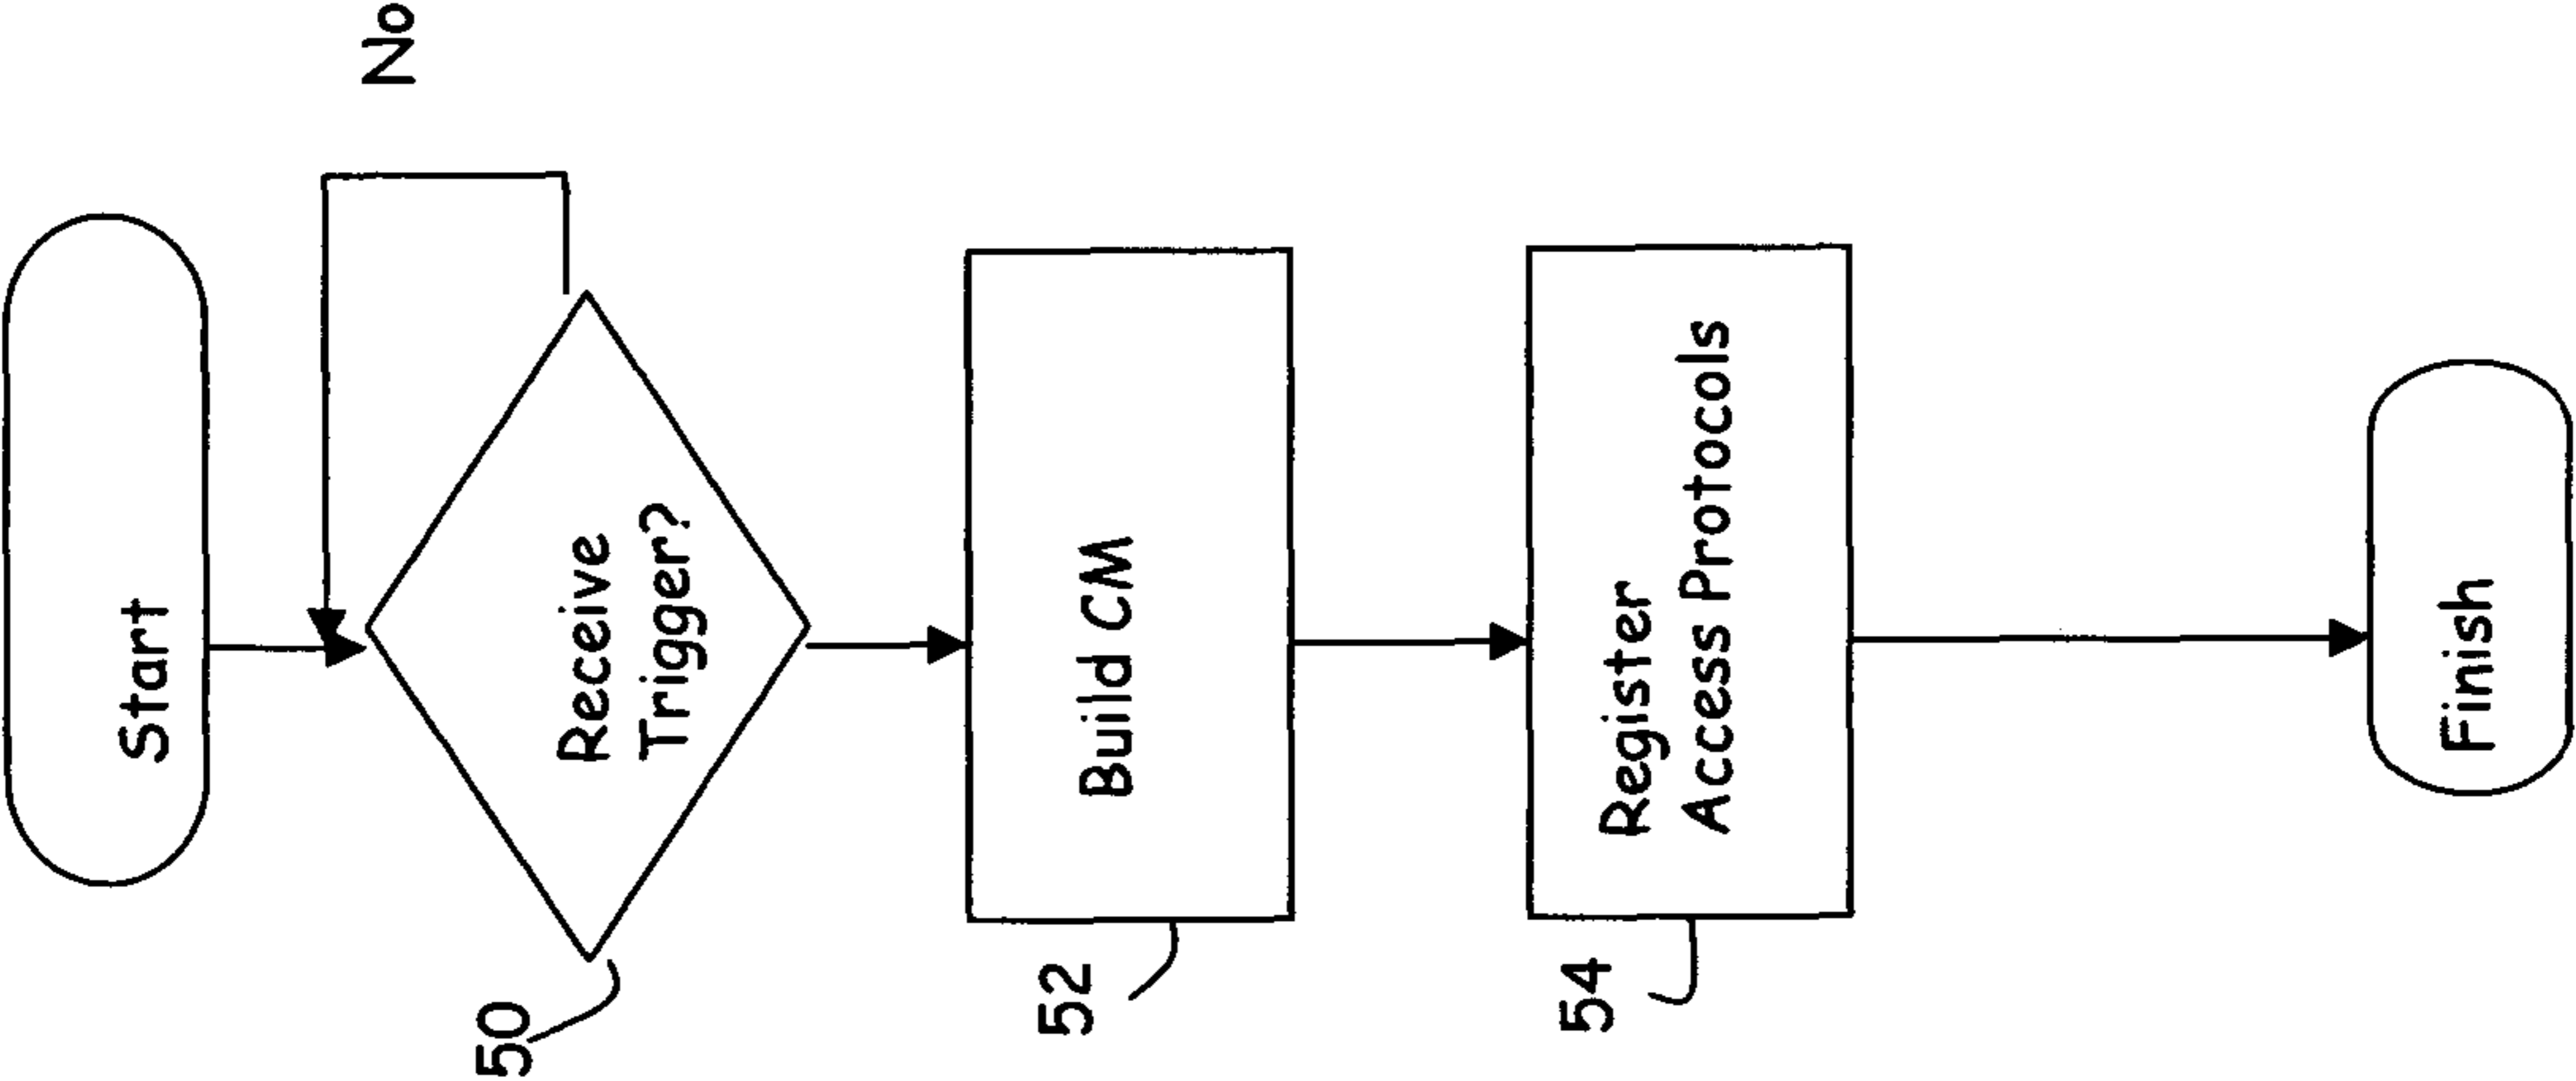 Start
No
Receive
Trigger?
50
Build CM
52
Register
Access Protocols
54
Finish